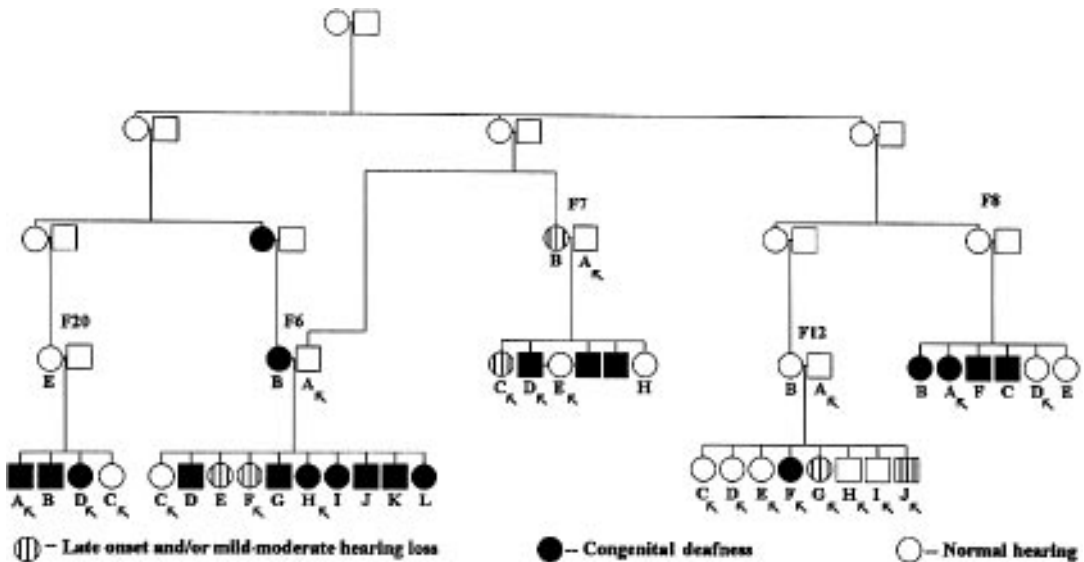 F7
F8
B A
F20 F6 F12
E B A C D E H B A B A F C D E
A B D C C D E F G H I J K L C D E F G H I J
-- Late onset and/or mild-moderate hearing loss -- Congenital deafness -- Normal hearing